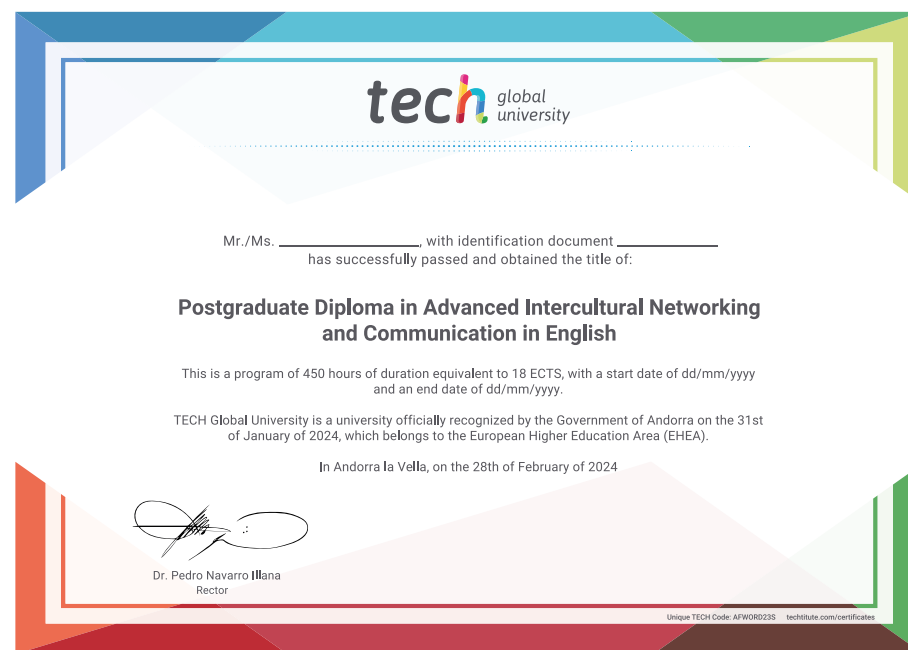 tech global
university
Mr./Ms. ____________, with identification document ____________
has successfully passed and obtained the title of:
Postgraduate Diploma in Advanced Intercultural Networking
and Communication in English
This is a program of 450 hours of duration equivalent to 18 ECTS, with a start date of dd/mm/yyyy
and an end date of dd/mm/yyyy.
TECH Global University is a university officially recognized by the Government of Andorra on the 31st
of January of 2024, which belongs to the European Higher Education Area (EHEA).
In Andorra la Vella, on the 28th of February of 2024
Dr. Pedro Navarro Illana
Rector
Unique TECH Code: AFWORD23S techtitute.com/certificates